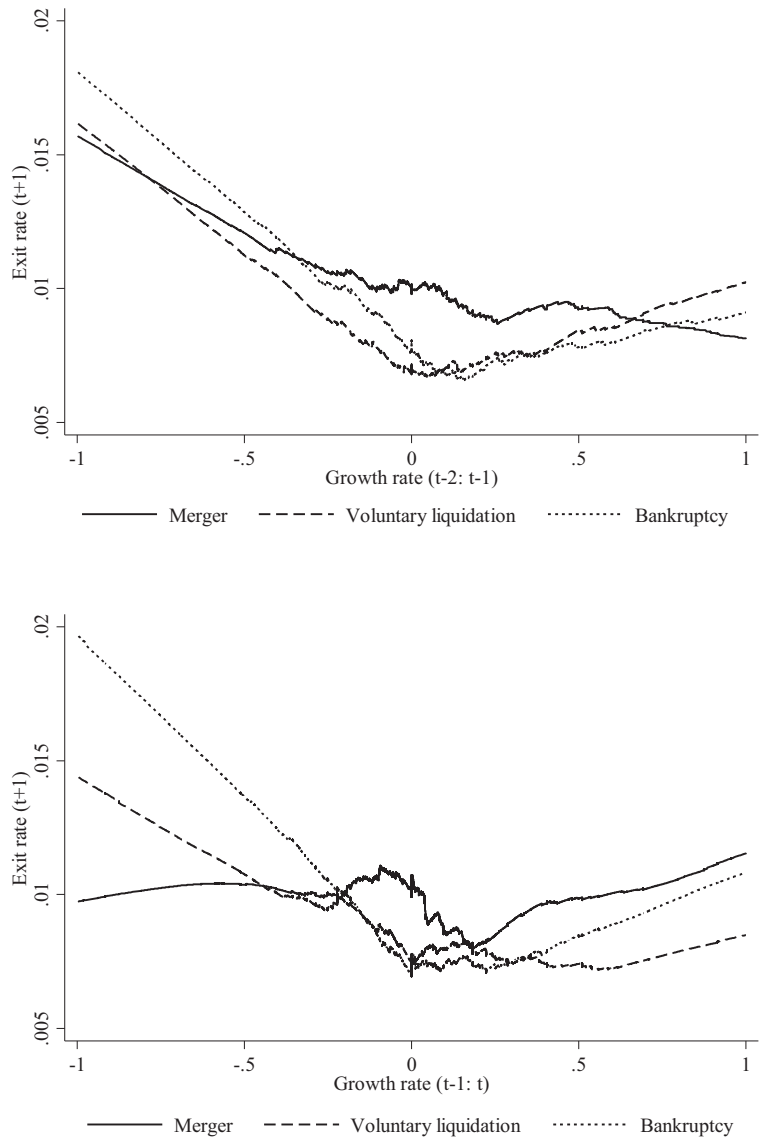 .02
.015
.01
.005
Exit rate (t+1)
-1 -.5 0 .5 1
Growth rate (t-2: t-1)
Merger Voluntary liquidation Bankruptcy
.02
.015
.01
.005
Exit rate (t+1)
-1 -.5 0 .5 1
Growth rate (t-1: t)
Merger Voluntary liquidation Bankruptcy